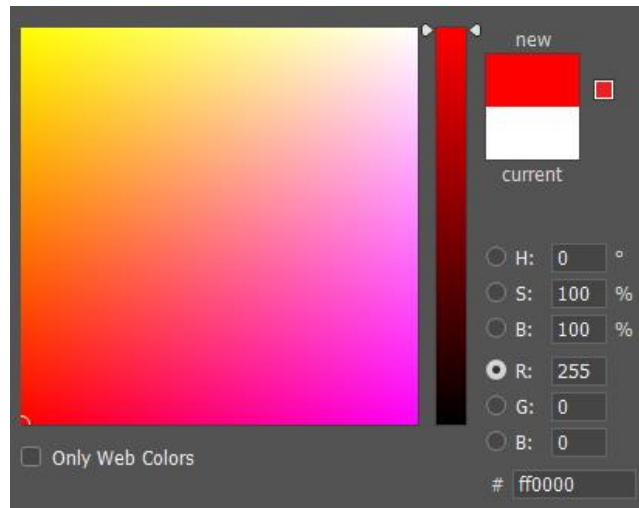 new
current
H: 0 °
S: 100 %
B: 100 %
R: 255
G: 0
B: 0
Only Web Colors
# ff0000